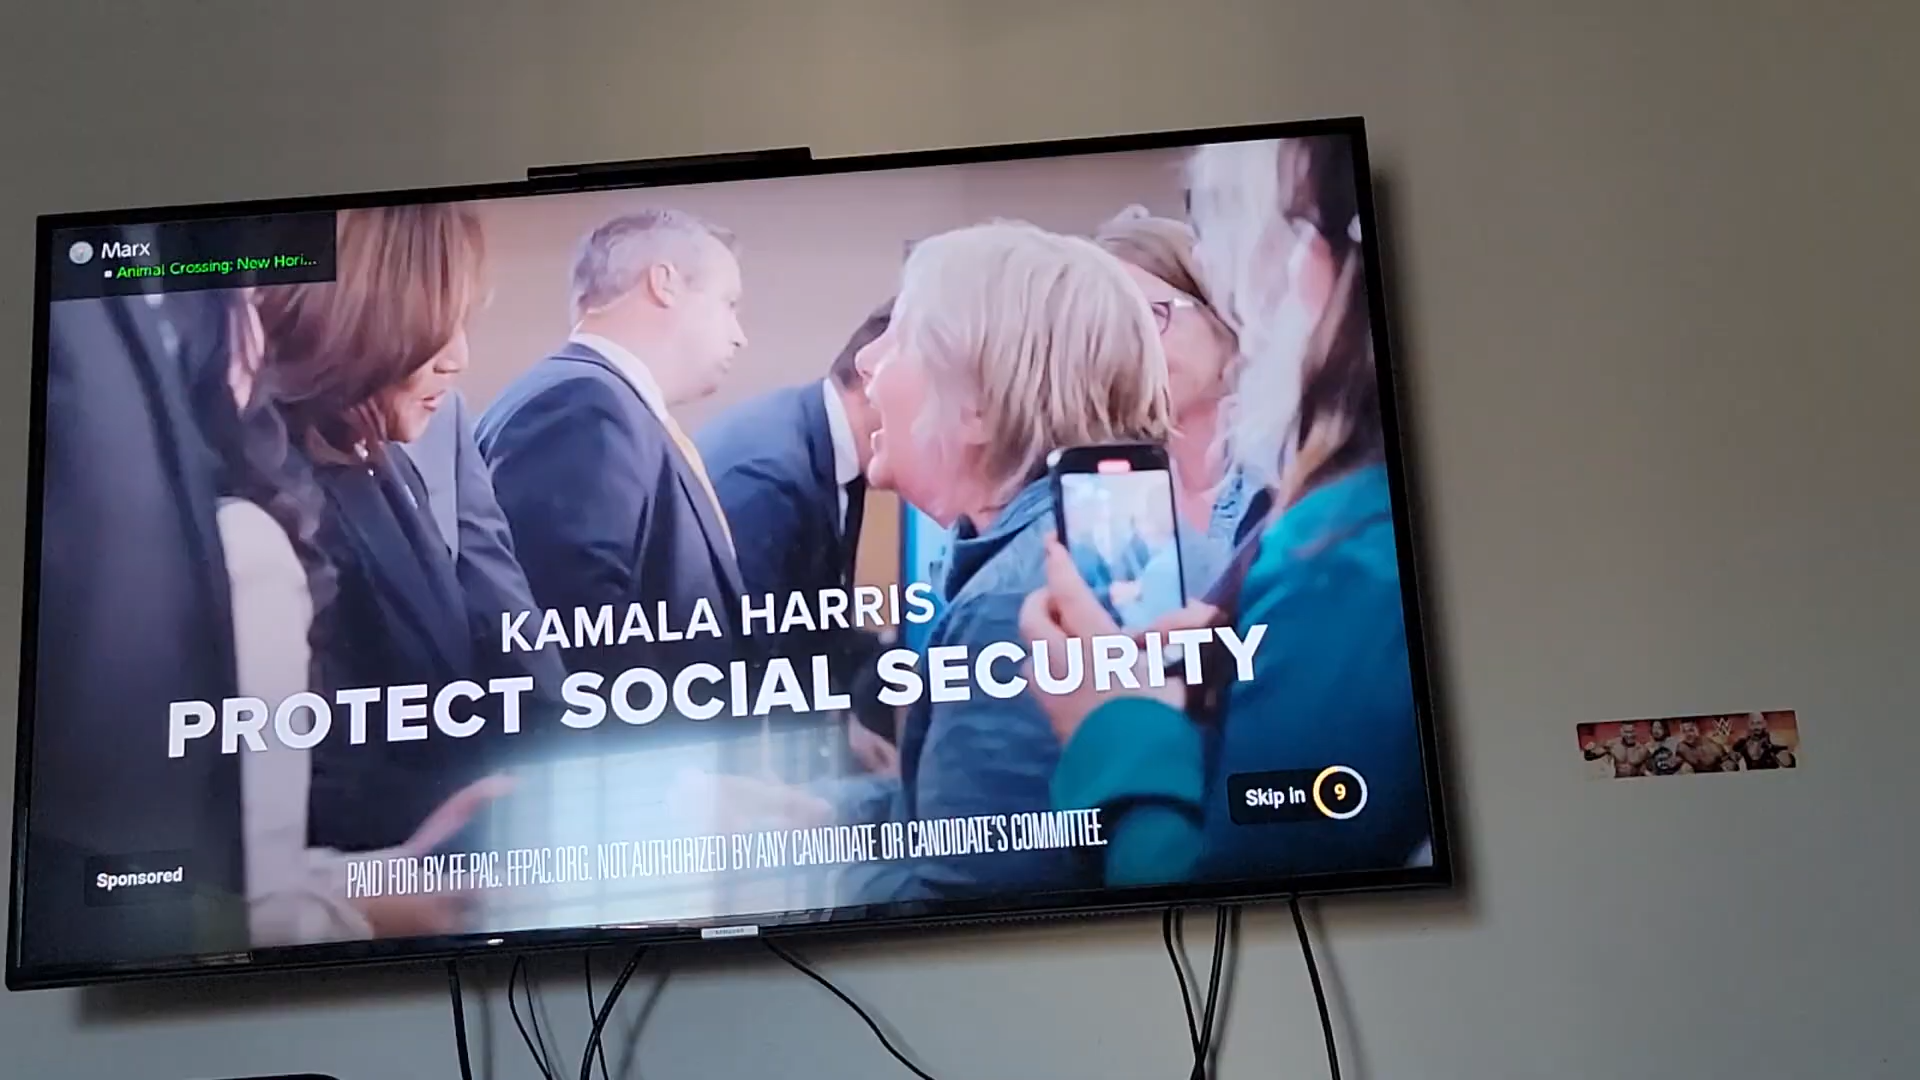 Marx
Animal Crossing: New Hori...
KAMALA HARRIS
PROTECT SOCIAL SECURITY
Skip in 9
PAID FOR BY FF PAC. FFPAC.ORG. NOT AUTHORIZED BY ANY CANDIDATE OR CANDIDATE'S COMMITTEE.
Sponsored
SAMSUNG
W